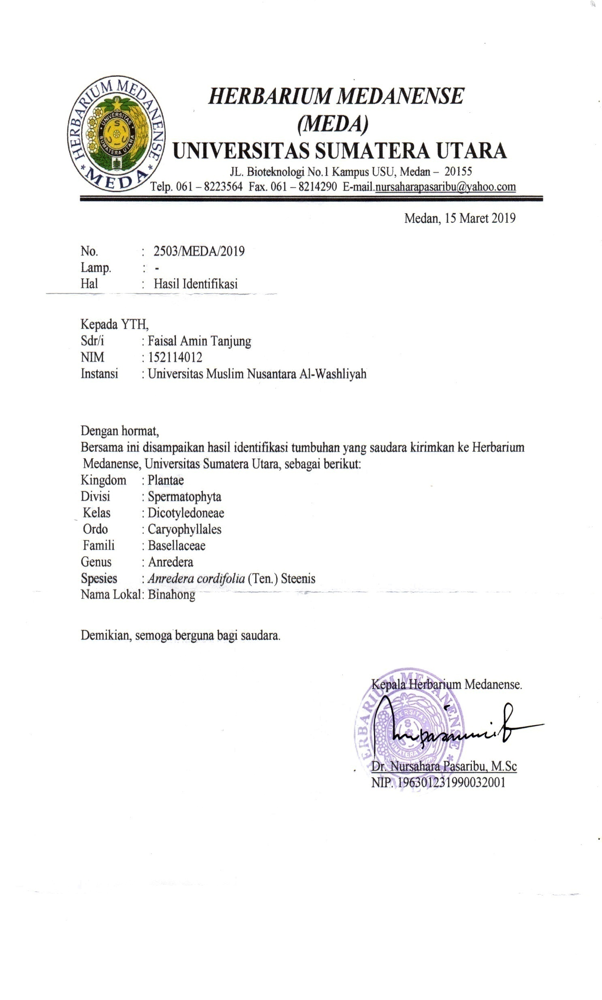 HERBARIUM MEDANENSE
* MEDA *
UNIVERSITAS
SUMATERA UTARA
HERBARIUM MEDANENSE
(MEDA)
UNIVERSITAS SUMATERA UTARA
JL. Bioteknologi No.1 Kampus USU, Medan – 20155
Telp. 061 – 8223564 Fax. 061 – 8214290 E-mail.nursaharapasaribu@yahoo.com
Medan, 15 Maret 2019
No. : 2503/MEDA/2019
Lamp. : -
Hal : Hasil Identifikasi
Kepada YTH,
Sdr/i : Faisal Amin Tanjung
NIM : 152114012
Instansi : Universitas Muslim Nusantara Al-Washliyah
Dengan hormat,
Bersama ini disampaikan hasil identifikasi tumbuhan yang saudara kirimkan ke Herbarium
Medanense, Universitas Sumatera Utara, sebagai berikut:
Kingdom : Plantae
Divisi : Spermatophyta
Kelas : Dicotyledoneae
Ordo : Caryophyllales
Famili : Basellaceae
Genus : Anredera
Spesies : Anredera cordifolia (Ten.) Steenis
Nama Lokal: Binahong
Demikian, semoga berguna bagi saudara.
Kepala Herbarium Medanense.
HERBARIUM MEDANENSE
UNIVERSITAS
SUMATERA UTARA
MEDA
Dr. Nursahara Pasaribu, M.Sc
NIP. 196301231990032001